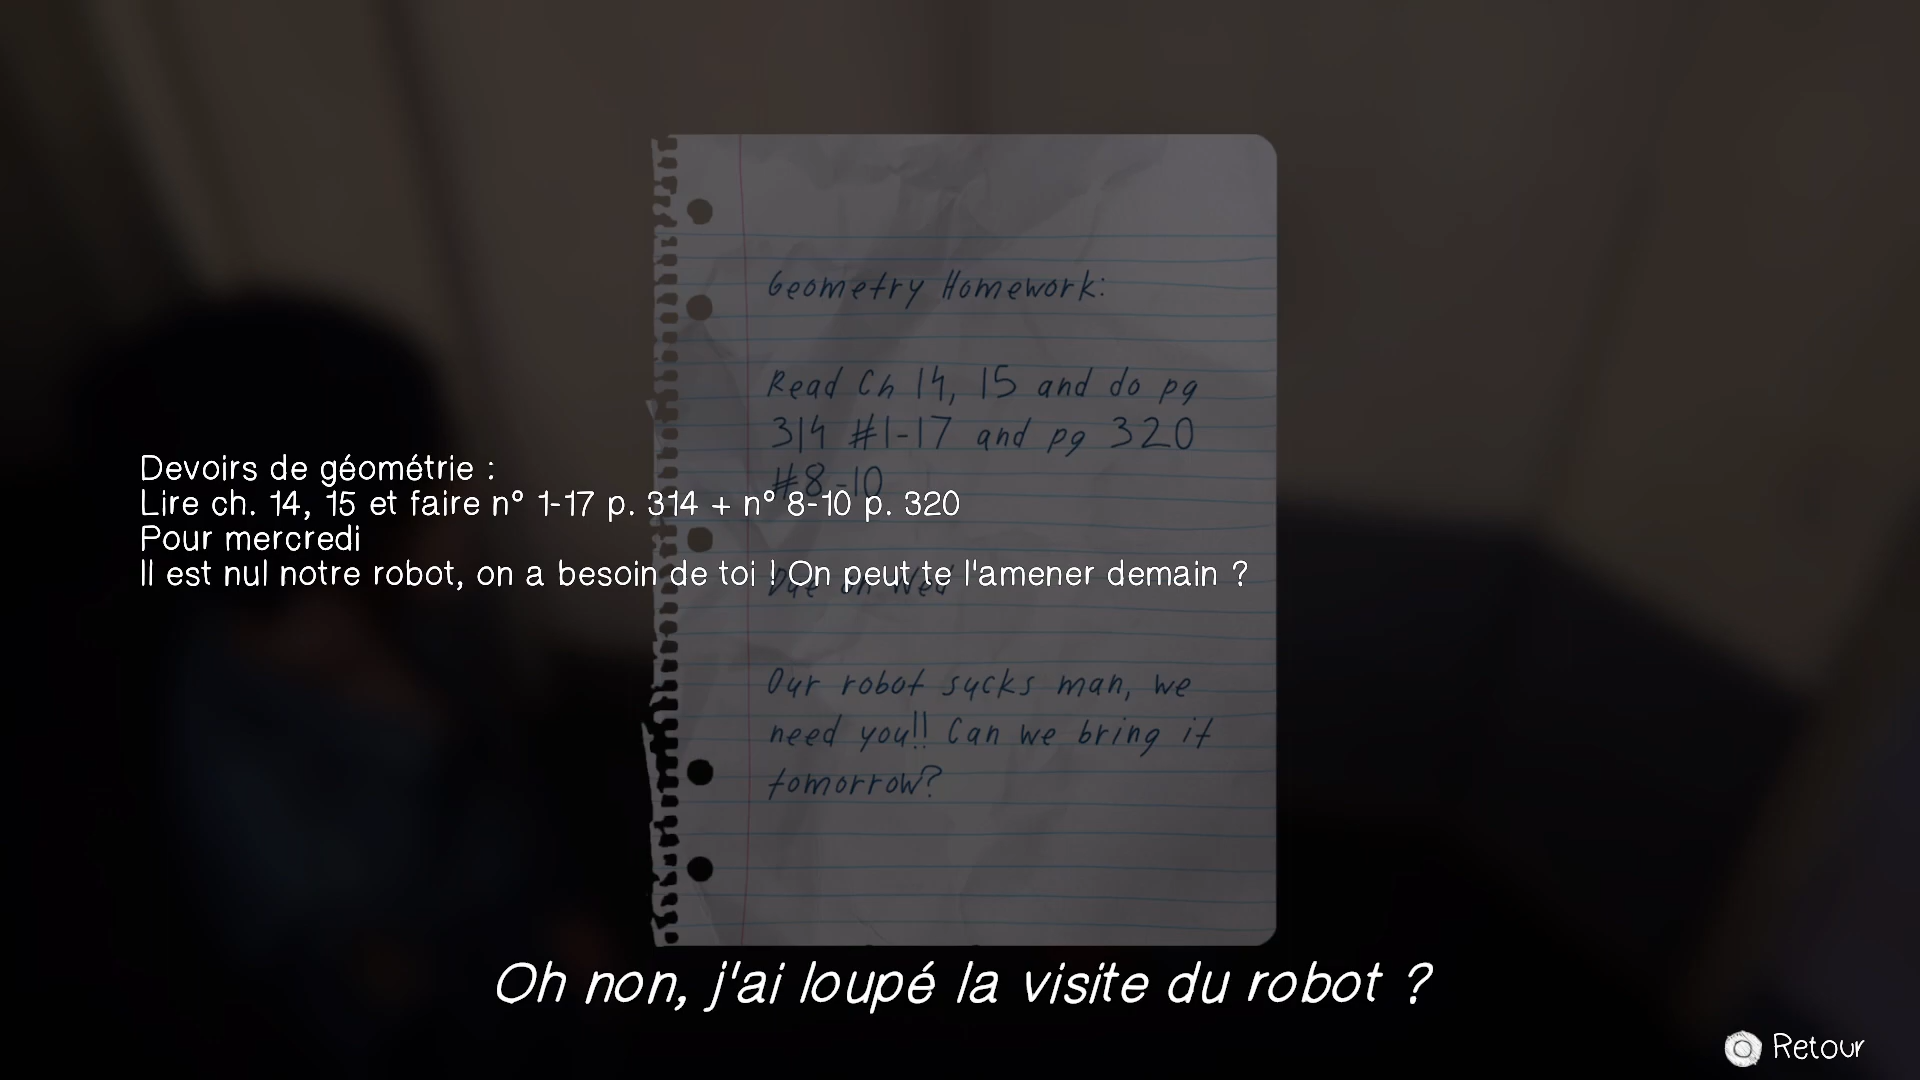 Geometry Homework:
Read Ch 14, 15 and do pg
314 #1-17 and pg 320
#8-10
Due on Wed
Our robot sucks man, we
need you!! Can we bring it
tomorrow?
Devoirs de géométrie :
Lire ch. 14, 15 et faire n° 1-17 p. 314 + n° 8-10 p. 320
Pour mercredi
Il est nul notre robot, on a besoin de toi ! On peut te l'amener demain ?
Oh non, j'ai loupé la visite du robot ?
Retour